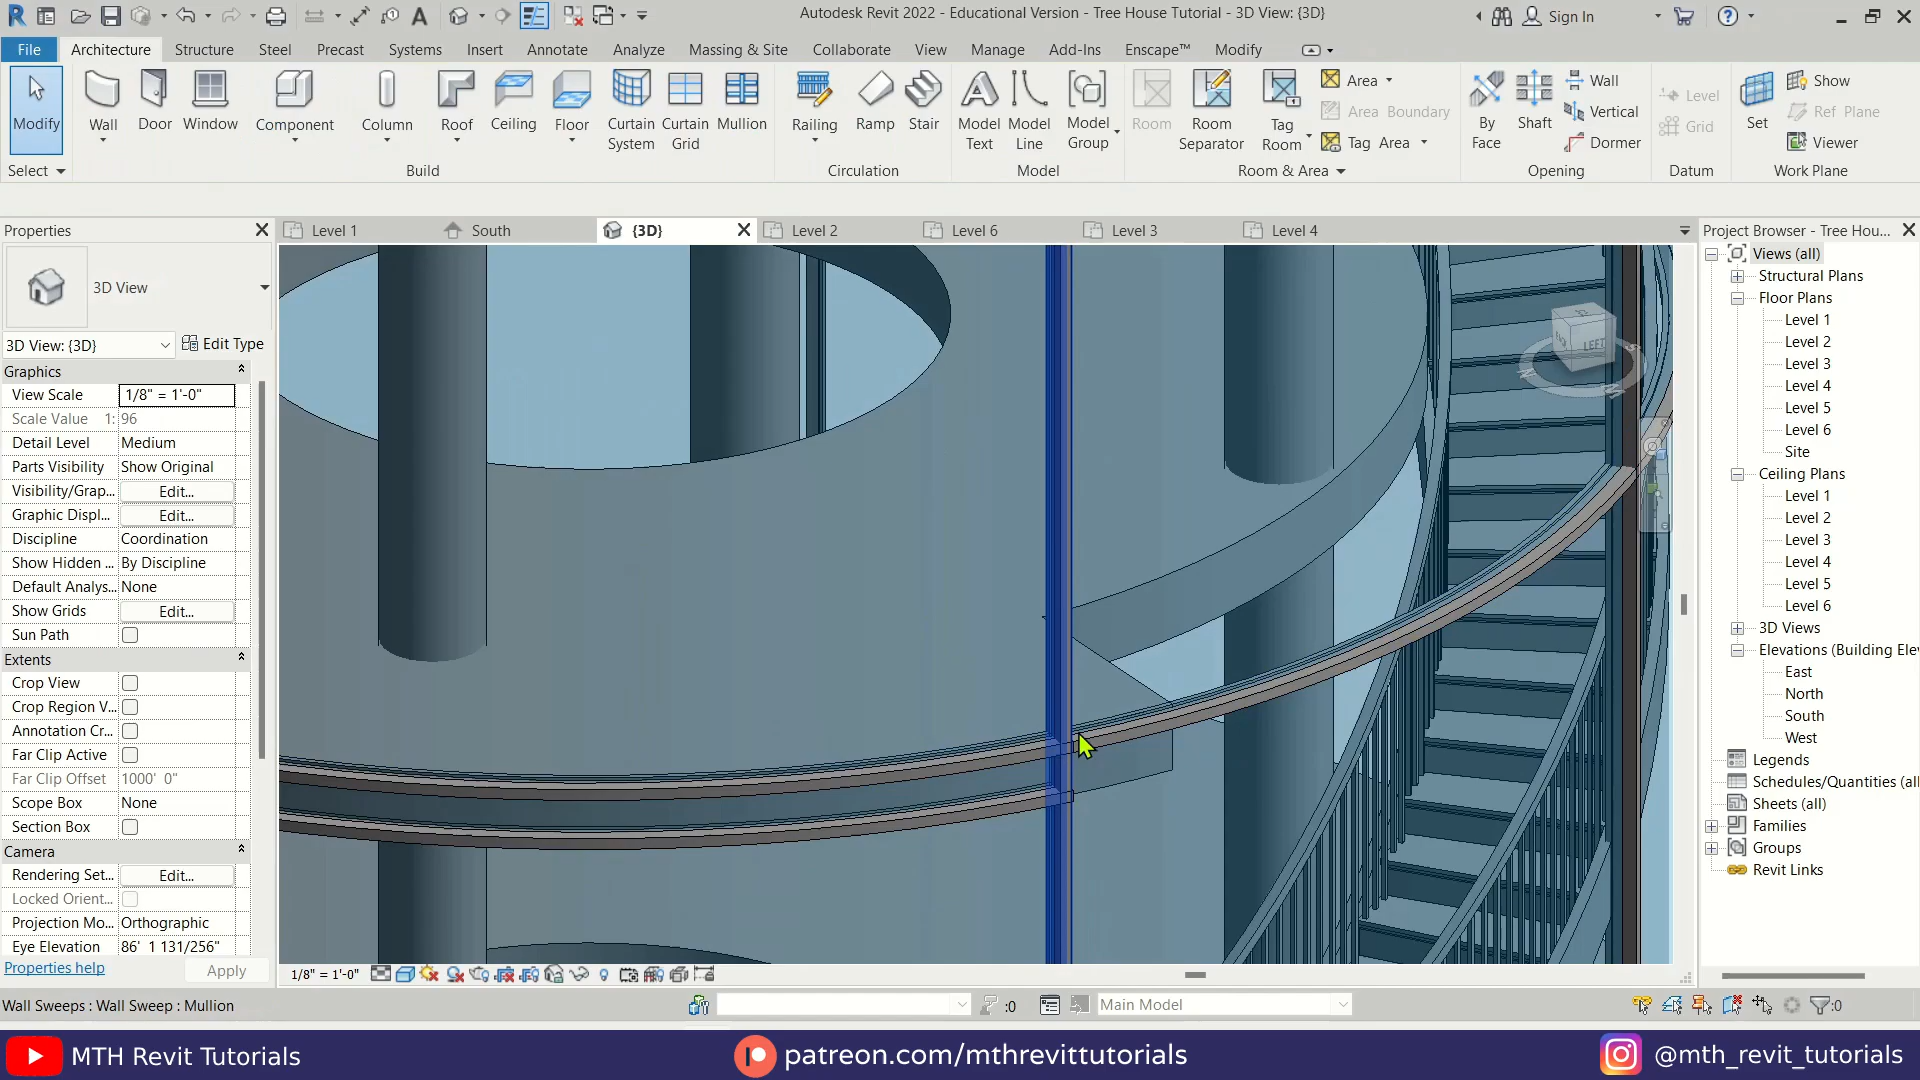 Autodesk Revit 2022 - Educational Version - Tree House Tutorial - 3D View: {3D}
Sign In
File
Architecture
Structure
Steel
Precast
Systems
Insert
Annotate
Analyze
Massing & Site
Collaborate
View
Manage
Add-Ins
Enscape™
Modify
Modify
Wall
Door
Window
Component
Column
Roof
Ceiling
Floor
Curtain System
Curtain Grid
Mullion
Railing
Ramp
Stair
Model Text
Model Line
Model Group
Room
Room Separator
Tag Room
Area
Area Boundary
Tag Area
By Face
Shaft
Wall
Vertical
Dormer
Level
Grid
Set
Show
Ref Plane
Viewer
Select
Build
Circulation
Model
Room & Area
Opening
Datum
Work Plane
Properties
3D View
3D View: {3D}
Edit Type
Graphics
View Scale 1/8" = 1'-0"
Scale Value 1: 96
Detail Level Medium
Parts Visibility Show Original
Visibility/Grap... Edit...
Graphic Displ... Edit...
Discipline Coordination
Show Hidden ... By Discipline
Default Analys... None
Show Grids Edit...
Sun Path
Extents
Crop View
Crop Region V...
Annotation Cr...
Far Clip Active
Far Clip Offset 1000' 0"
Scope Box None
Section Box
Camera
Rendering Set... Edit...
Locked Orient...
Projection Mo... Orthographic
Eye Elevation 86' 1 131/256"
Properties help
Apply
Level 1
South
{3D}
Level 2
Level 6
Level 3
Level 4
LEFT
1/8" = 1'-0"
Project Browser - Tree Hou...
Views (all)
Structural Plans
Floor Plans
Level 1
Level 2
Level 3
Level 4
Level 5
Level 6
Site
Ceiling Plans
Level 1
Level 2
Level 3
Level 4
Level 5
Level 6
3D Views
Elevations (Building Ele
East
North
South
West
Legends
Schedules/Quantities (all
Sheets (all)
Families
Groups
Revit Links
Wall Sweeps : Wall Sweep : Mullion
:0
Main Model
:0
MTH Revit Tutorials
patreon.com/mthrevittutorials
@mth_revit_tutorials